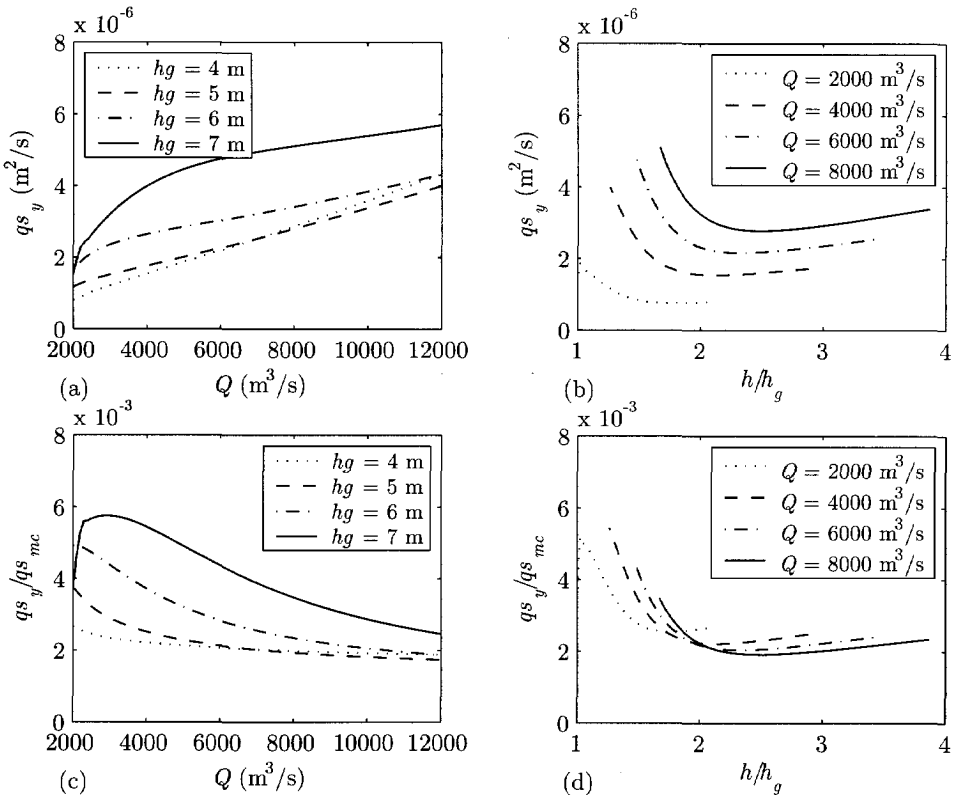 x 10^-6
8
6
4
2
0
qs_y (m^2/s)
hg = 4 m
hg = 5 m
hg = 6 m
hg = 7 m
2000 4000 6000 8000 10000 12000
(a)
Q (m^3/s)
x 10^-6
8
6
4
2
0
qs_y (m^2/s)
Q = 2000 m^3/s
Q = 4000 m^3/s
Q = 6000 m^3/s
Q = 8000 m^3/s
1 2 3 4
(b)
h/h_g
x 10^-3
8
6
4
2
0
qs_y/qs_mc
hg = 4 m
hg = 5 m
hg = 6 m
hg = 7 m
2000 4000 6000 8000 10000 12000
(c)
Q (m^3/s)
x 10^-3
8
6
4
2
0
qs_y/qs_mc
Q = 2000 m^3/s
Q = 4000 m^3/s
Q = 6000 m^3/s
Q = 8000 m^3/s
1 2 3 4
(d)
h/h_g